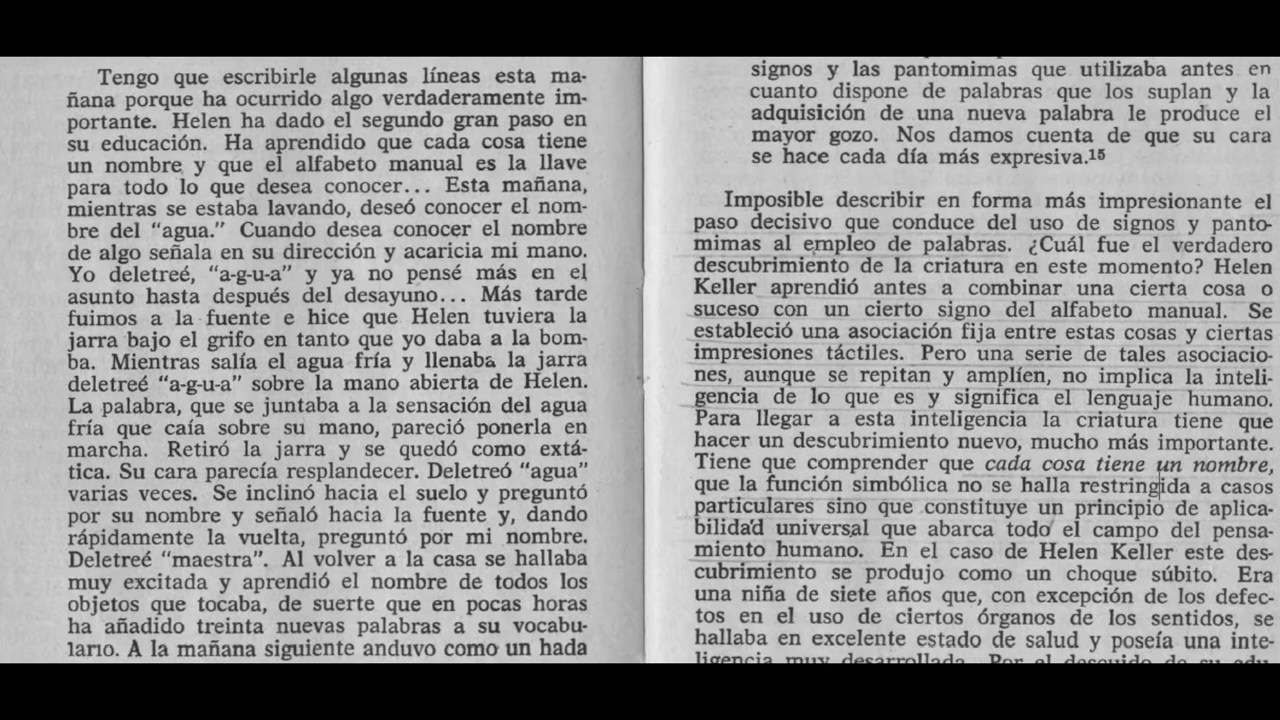 Tengo que escribirle algunas líneas esta ma-
ñana porque ha ocurrido algo verdaderamente im-
portante. Helen ha dado el segundo gran paso en
su educación. Ha aprendido que cada cosa tiene
un nombre y que el alfabeto manual es la llave
para todo lo que desea conocer... Esta mañana,
mientras se estaba lavando, deseó conocer el nom-
bre del "agua." Cuando desea conocer el nombre
de algo señala en su dirección y acaricia mi mano.
Yo deletreé, "a-g-u-a" y ya no pensé más en el
asunto hasta después del desayuno... Más tarde
fuimos a la fuente e hice que Helen tuviera la
jarra bajo el grifo en tanto que yo daba a la bom-
ba. Mientras salía el agua fría y llenaba la jarra
deletreé "a-g-u-a" sobre la mano abierta de Helen.
La palabra, que se juntaba a la sensación del agua
fría que caía sobre su mano, pareció ponerla en
marcha. Retiró la jarra y se quedó como extá-
tica. Su cara parecía resplandecer. Deletreó "agua"
varias veces. Se inclinó hacia el suelo y preguntó
por su nombre y señaló hacia la fuente y, dando
rápidamente la vuelta, preguntó por mi nombre.
Deletreé "maestra". Al volver a la casa se hallaba
muy excitada y aprendió el nombre de todos los
objetos que tocaba, de suerte que en pocas horas
ha añadido treinta nuevas palabras a su vocabu-
lario. A la mañana siguiente anduvo como un hada
signos y las pantomimas que utilizaba antes en
cuanto dispone de palabras que los suplan y la
adquisición de una nueva palabra le produce el
mayor gozo. Nos damos cuenta de que su cara
se hace cada día más expresiva.15
Imposible describir en forma más impresionante el
paso decisivo que conduce del uso de signos y panto-
mimas al empleo de palabras. ¿Cuál fue el verdadero
descubrimiento de la criatura en este momento? Helen
Keller aprendió antes a combinar una cierta cosa o
suceso con un cierto signo del alfabeto manual. Se
estableció una asociación fija entre estas cosas y ciertas
impresiones táctiles. Pero una serie de tales asociacio-
nes, aunque se repitan y amplíen, no implica la inteli-
gencia de lo que es y significa el lenguaje humano.
Para llegar a esta inteligencia la criatura tiene que
hacer un descubrimiento nuevo, mucho más importante.
Tiene que comprender que cada cosa tiene un nombre,
que la función simbólica no se halla restringida a casos
particulares sino que constituye un principio de aplica-
bilidad universal que abarca todo el campo del pensa-
miento humano. En el caso de Helen Keller este des-
cubrimiento se produjo como un choque súbito. Era
una niña de siete años que, con excepción de los defec-
tos en el uso de ciertos órganos de los sentidos, se
hallaba en excelente estado de salud y poseía una inte-
ligencia muy desarrollada. Por el descuido de su edu-